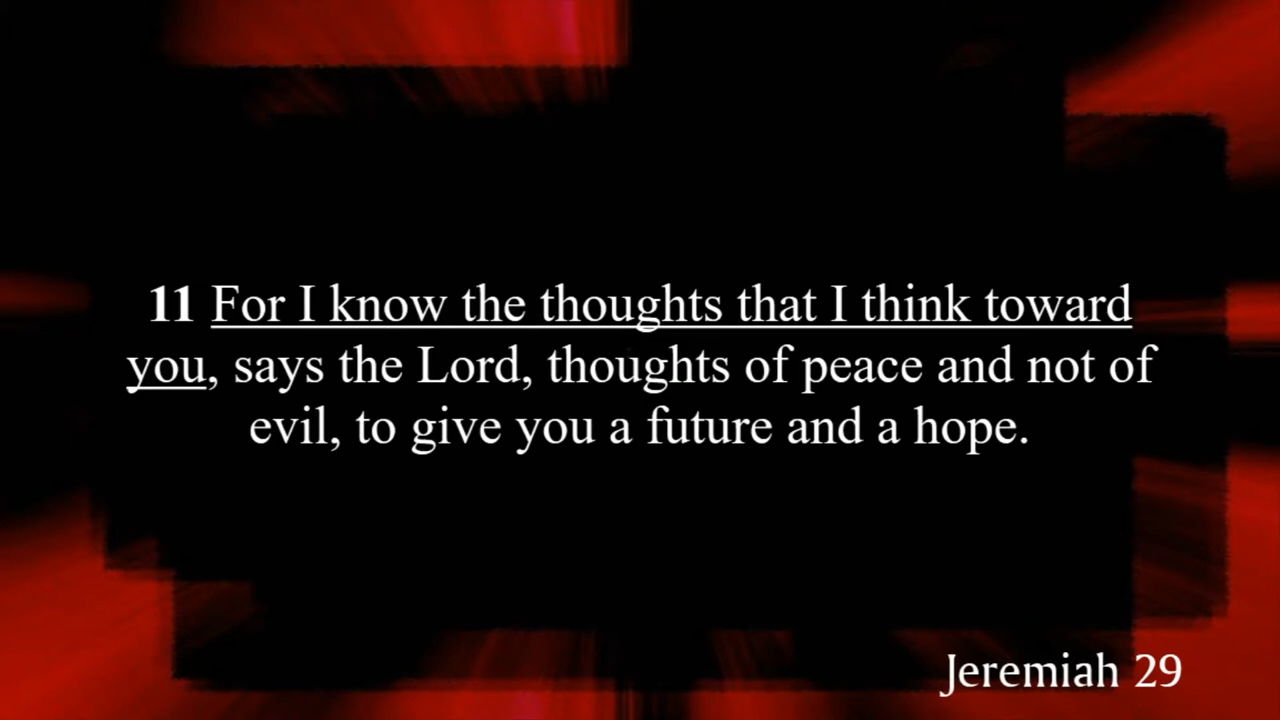 11 For I know the thoughts that I think toward
you, says the Lord, thoughts of peace and not of
evil, to give you a future and a hope.
Jeremiah 29